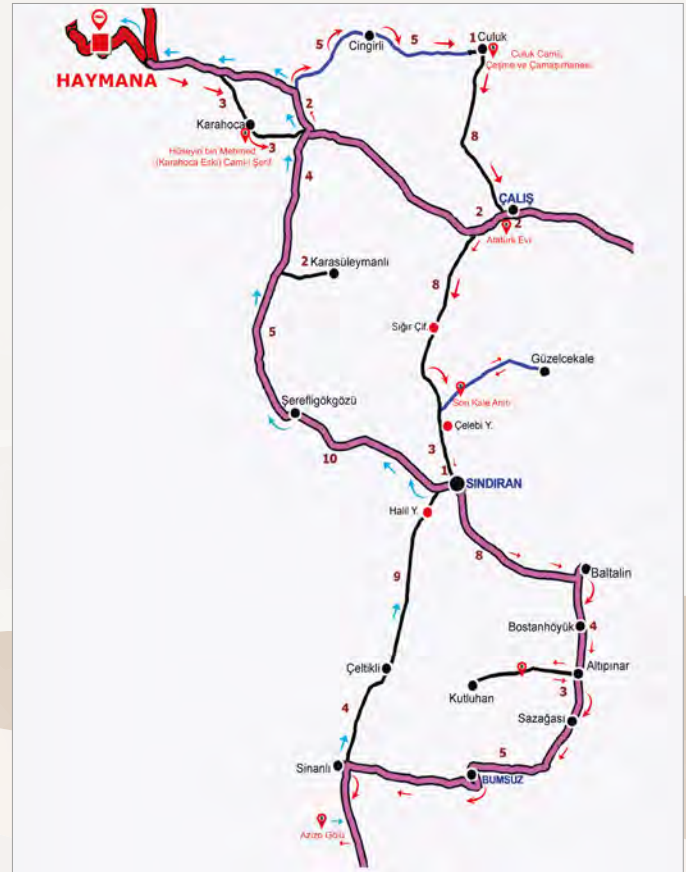 HAYMANA
5
Cingirli
5
1
Culuk
Culuk Camii,
Çeşme ve Çamaşırhanesi
3
Karahoca
3
Hüseyin bin Mehmed
(Karahoca Eski) Cami-i Şerif
2
8
4
ÇALIŞ
2
2
Atatürk Evi
2
Karasüleymanlı
8
Sığır Çif.
5
Güzelcekale
Son Kale Anıtı
Şerefligökgözü
Çelebi Y.
3
10
1
SINDIRAN
Halil Y.
8
Baltalin
9
Bostanhöyük
4
Çeltikli
Altıpınar
3
Kutluhan
4
Sazağası
5
Sinanlı
BUMSUZ
Azizo Gölü